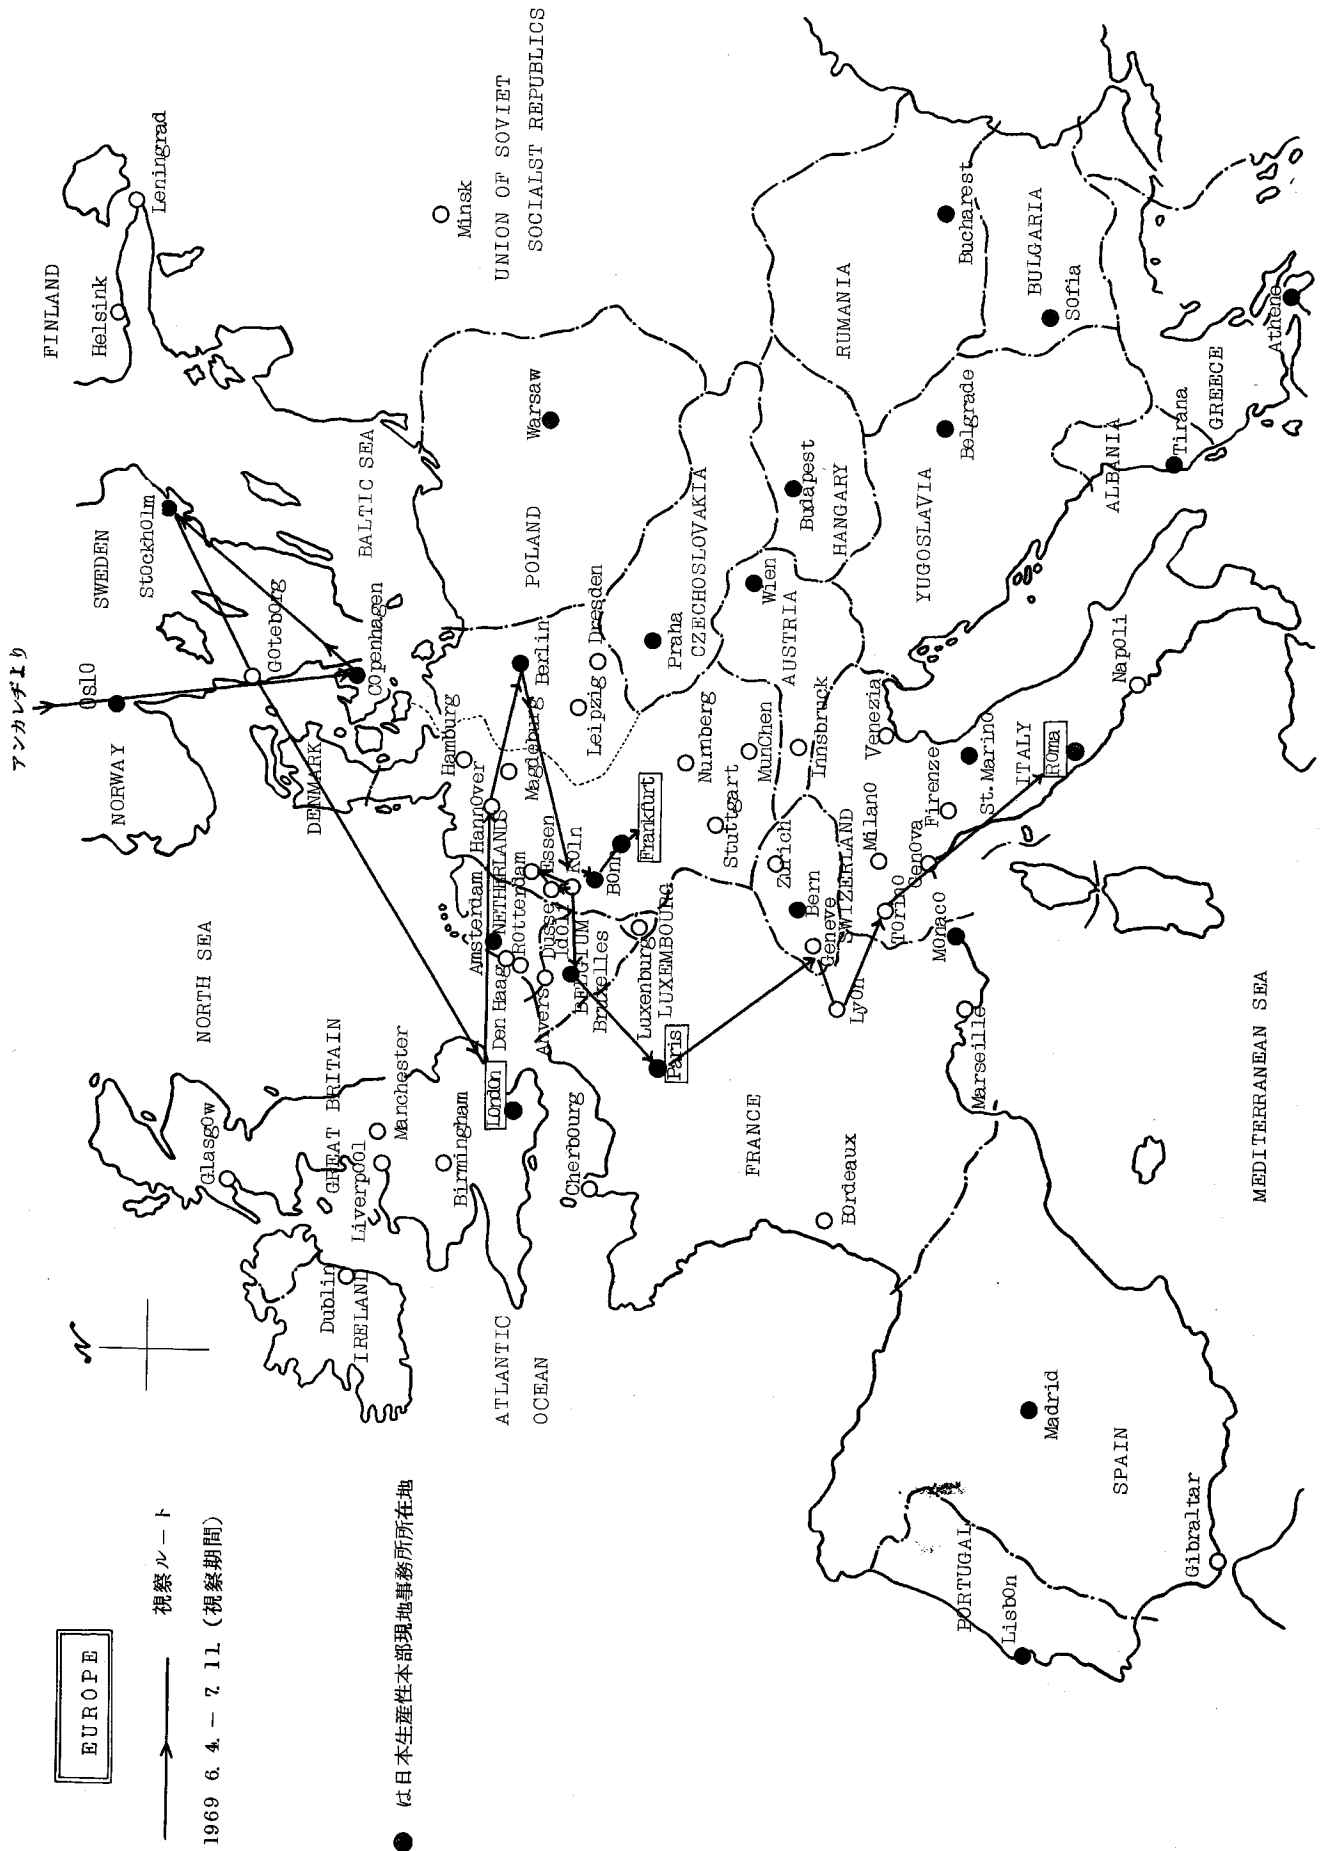 EUROPE
視察ルート
1969 6. 4. － 7. 11. (視察期間)
● は日本生産性本部現地事務所所在地
N
アンカレヂより
NORWAY
OslO
SWEDEN
StOckhOlm
FINLAND
Helsink
Leningrad
GOtebOrg
DENMARK
COpenhagen
BALTIC SEA
NORTH SEA
GlasgOw
GREAT BRITAIN
LiverpOOl
Manchester
Birmingham
LOndOn
Dublin
IRELAND
ATLANTIC
OCEAN
Minsk
UNION OF SOVIET
SOCIALST REPUBLICS
Hamburg
HannOver
Magdeburg
Berlin
POLAND
Warsaw
Amsterdam
NETHERLANDS
Den Haag
ROtterdam
Anvers
Essen
Düssel
ldOlf
KÖln
BELGIUM
Bruxelles
BOnn
Frankfurt
Leipzig
Dresden
Luxenburg
LUXEMBOURG
CherbOurg
Paris
FRANCE
BOrdeaux
LyOn
Marseille
MOnacO
Praha
CZECHOSLOVAKIA
Nurnberg
Stuttgart
MunChen
Wien
AUSTRIA
Innsbruck
Zurich
Bern
SWITZERLAND
Geneve
Budapest
HANGARY
RUMANIA
Bucharest
YUGOSLAVIA
Belgrade
BULGARIA
SOfia
ALBANIA
Tirana
GREECE
Athene
MilanO
Venezia
TOrinO
GenOva
Firenze
St.MarinO
ITALY
ROma
NapOli
MEDITERRANEAN SEA
SPAIN
Madrid
PORTUGAL
LisbOn
Gibraltar